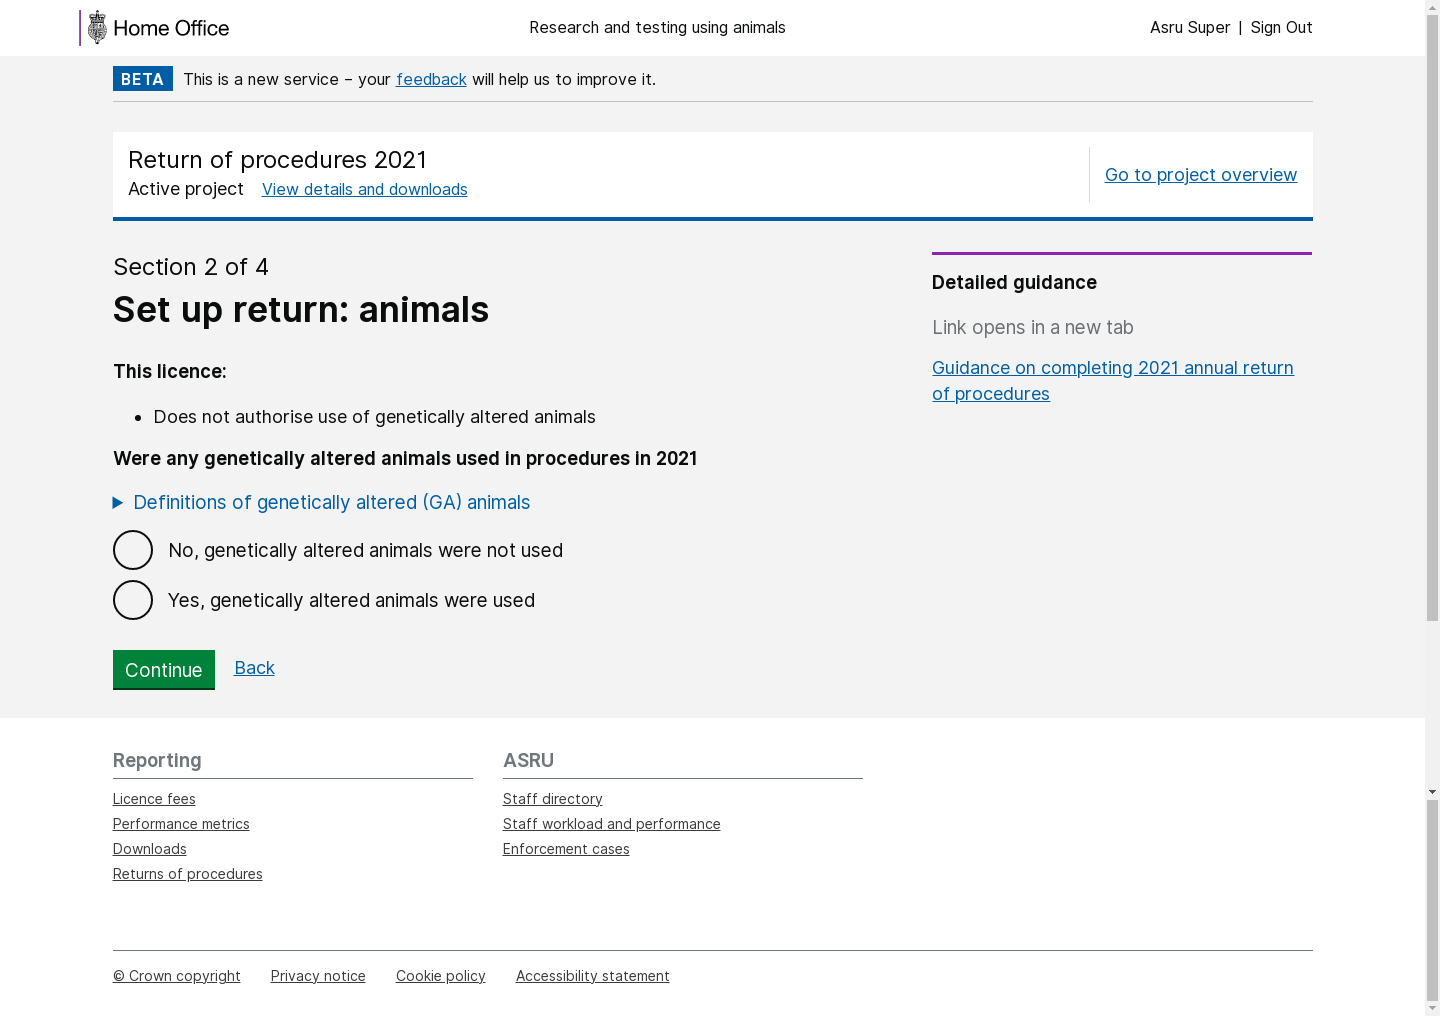 Home Office
Research and testing using animals
Asru Super | Sign Out
BETA This is a new service – your feedback will help us to improve it.
Return of procedures 2021
Active project View details and downloads
Go to project overview
Section 2 of 4
Set up return: animals
This licence:
• Does not authorise use of genetically altered animals
Were any genetically altered animals used in procedures in 2021
Definitions of genetically altered (GA) animals
No, genetically altered animals were not used
Yes, genetically altered animals were used
Continue Back
Detailed guidance
Link opens in a new tab
Guidance on completing 2021 annual return
of procedures
Reporting
Licence fees
Performance metrics
Downloads
Returns of procedures
ASRU
Staff directory
Staff workload and performance
Enforcement cases
© Crown copyright Privacy notice Cookie policy Accessibility statement